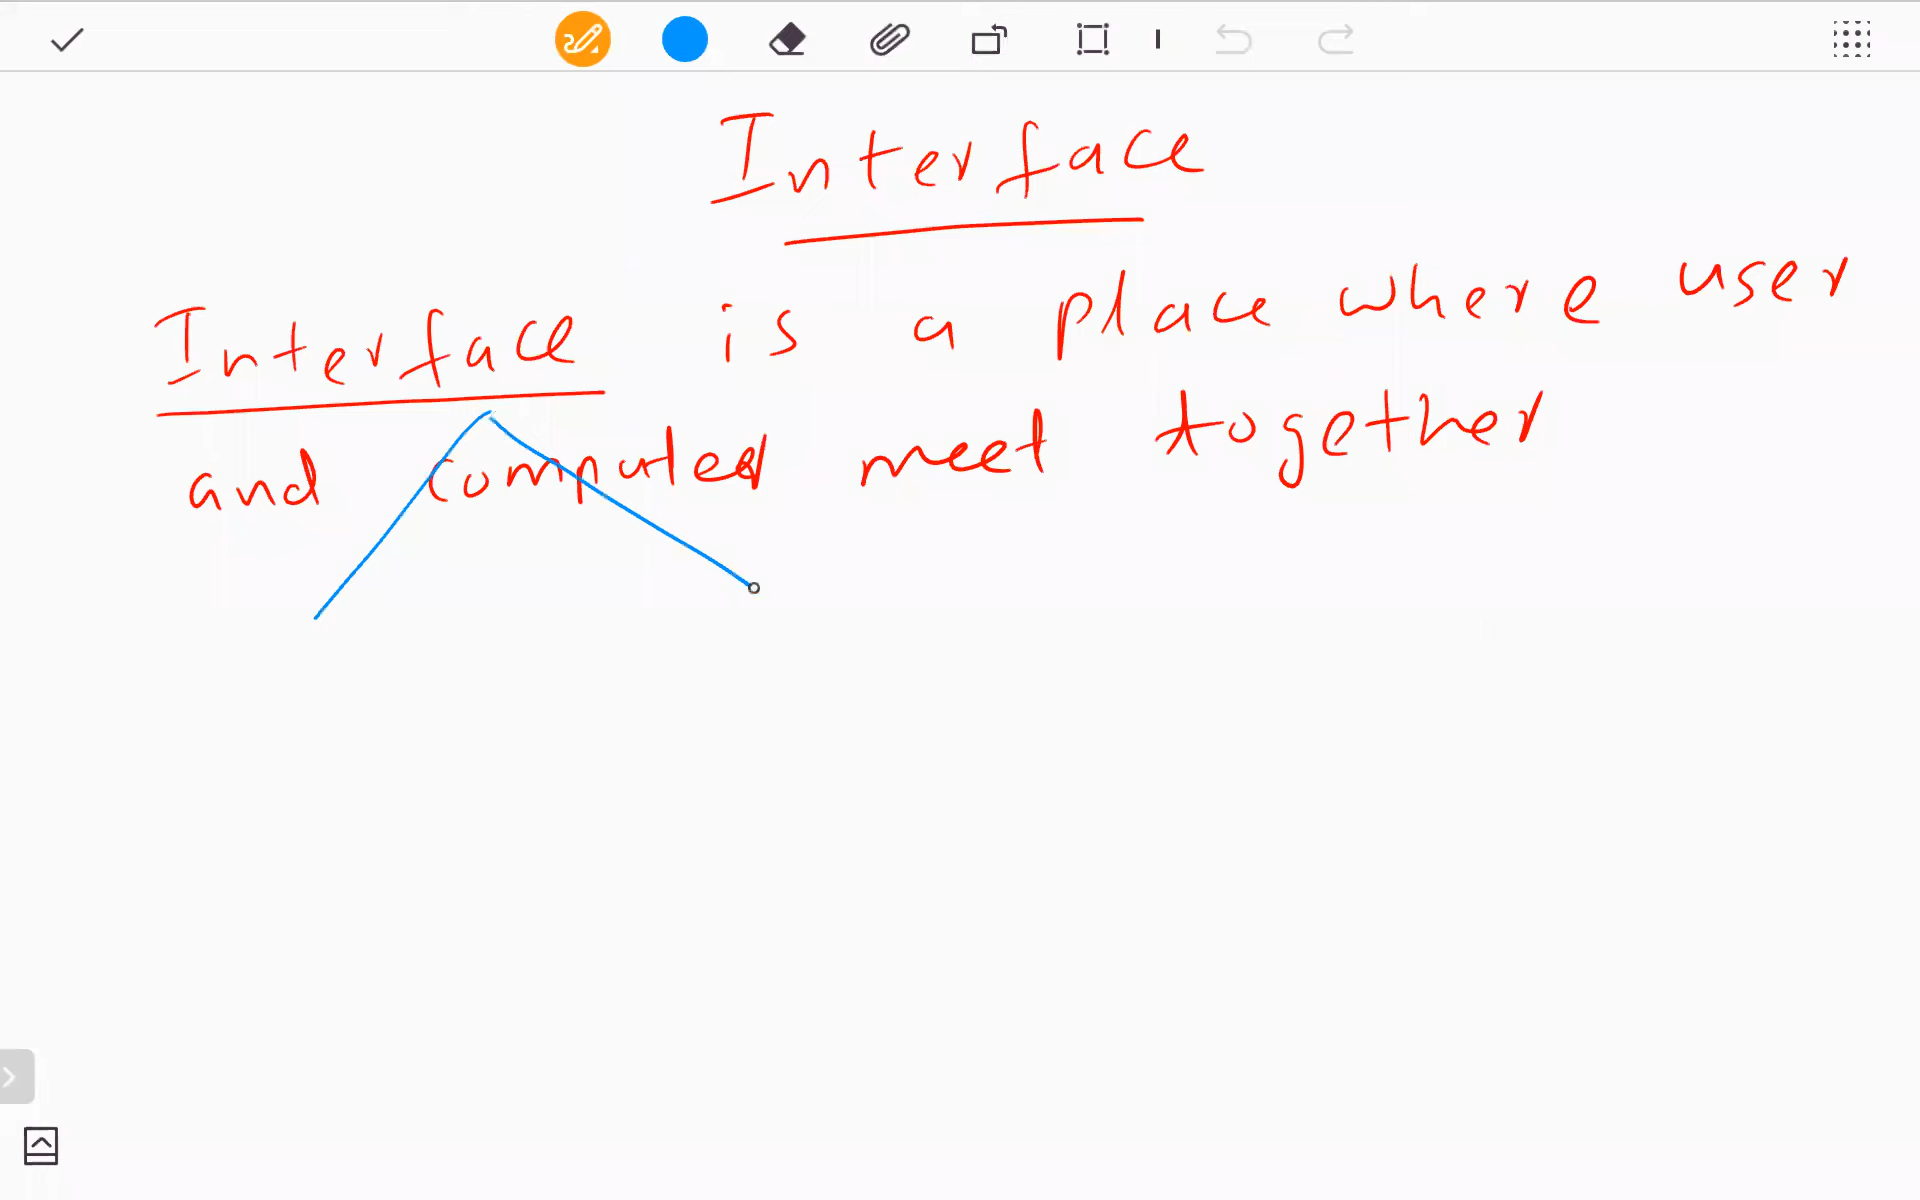 Interface
Interface is a place where user
and computer meet together